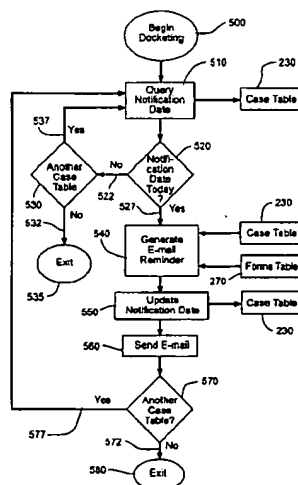 Begin
Docketing
500
Query
Notification
Date
510
230
Case Table
537
Yes
Another
Case
Table
530
No
532
Exit
535
No
522
Notifi-
cation
Date
Today
?
520
527
Yes
540
Generate
E-mail
Reminder
230
Case Table
Forms Table
270
550
Update
Notification Date
Case Table
230
560
Send E-mail
570
Another
Case
Table?
Yes
577
572
No
580
Exit